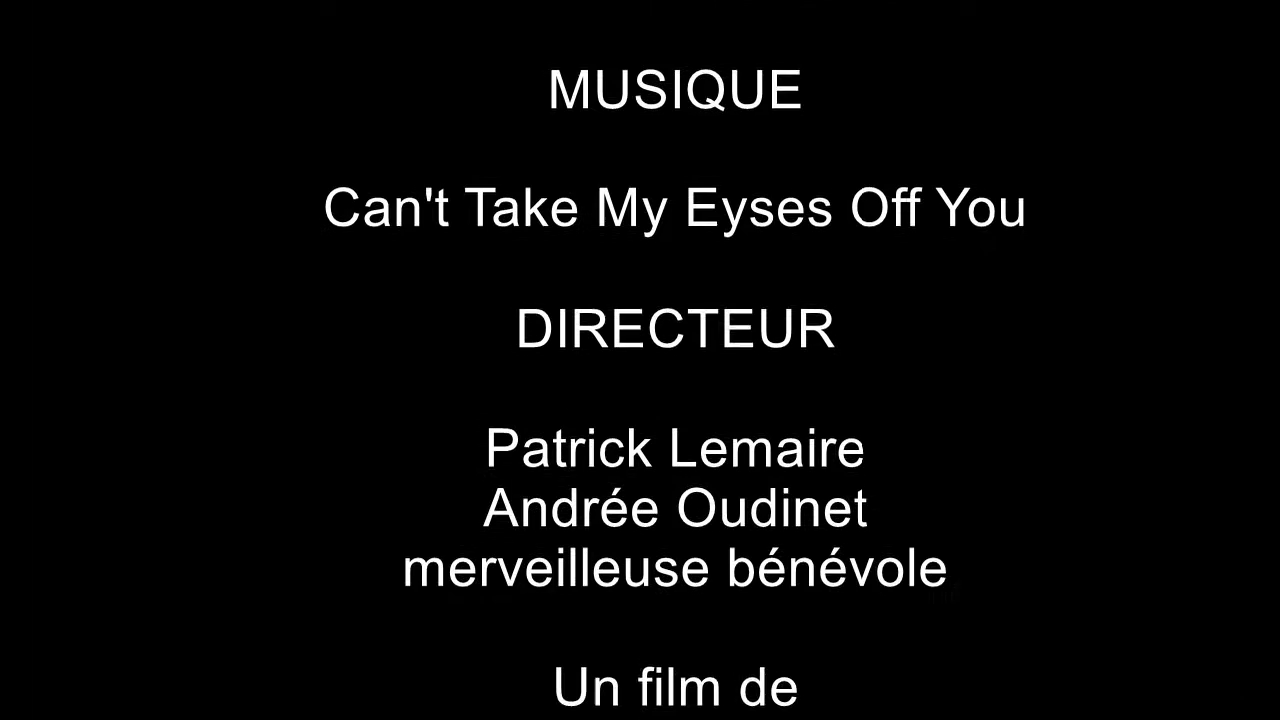 MUSIQUE
Can't Take My Eyses Off You
DIRECTEUR
Patrick Lemaire
Andrée Oudinet
merveilleuse bénévole
Un film de